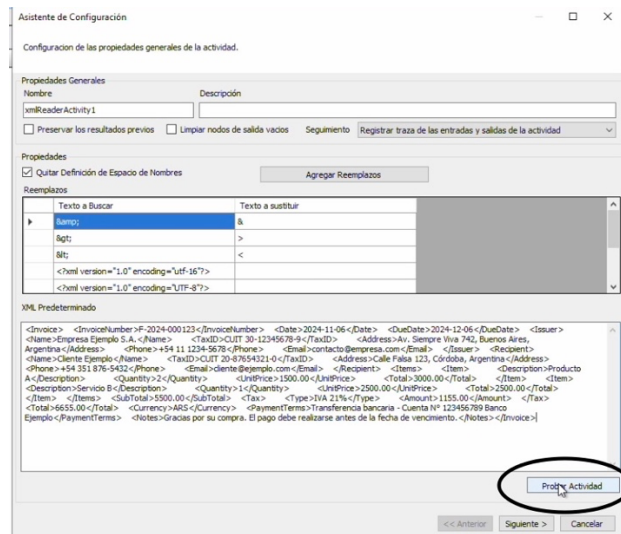 Asistente de Configuración
Configuracion de las propiedades generales de la actividad.
Propiedades Generales
Nombre Descripción
xmlReaderActivity1
Preservar los resultados previos Limpiar nodos de salida vacios Seguimiento Registrar traza de las entradas y salidas de la actividad
Propiedades
Quitar Definición de Espacio de Nombres Agregar Reemplazos
Reemplazos
Texto a Buscar Texto a sustituir
&amp; &
&gt; >
&lt; <
<?xml version="1.0" encoding="utf-16"?>
<?xml version="1.0" encoding="UTF-8"?>
XML Predeterminado
<Invoice> <InvoiceNumber>F-2024-000123</InvoiceNumber> <Date>2024-11-06</Date> <DueDate>2024-12-06</DueDate> <Issuer>
<Name>Empresa Ejemplo S.A.</Name> <TaxID>CUIT 30-12345678-9</TaxID> <Address>Av. Siempre Viva 742, Buenos Aires,
Argentina</Address> <Phone>+54 11 1234-5678</Phone> <Email>contacto@empresa.com</Email> </Issuer> <Recipient>
<Name>Cliente Ejemplo</Name> <TaxID>CUIT 20-87654321-0</TaxID> <Address>Calle Falsa 123, Córdoba, Argentina</Address>
<Phone>+54 351 876-5432</Phone> <Email>cliente@ejemplo.com</Email> </Recipient> <Items> <Item> <Description>Producto
A</Description> <Quantity>2</Quantity> <UnitPrice>1500.00</UnitPrice> <Total>3000.00</Total> </Item> <Item>
<Description>Servicio B</Description> <Quantity>1</Quantity> <UnitPrice>2500.00</UnitPrice> <Total>2500.00</Total>
</Item> </Items> <SubTotal>5500.00</SubTotal> <Tax> <Type>IVA 21%</Type> <Amount>1155.00</Amount> </Tax>
<Total>6655.00</Total> <Currency>ARS</Currency> <PaymentTerms>Transferencia bancaria - Cuenta N° 123456789 Banco
Ejemplo</PaymentTerms> <Notes>Gracias por su compra. El pago debe realizarse antes de la fecha de vencimiento.</Notes></Invoice>
Probar Actividad
<< Anterior Siguiente > Cancelar